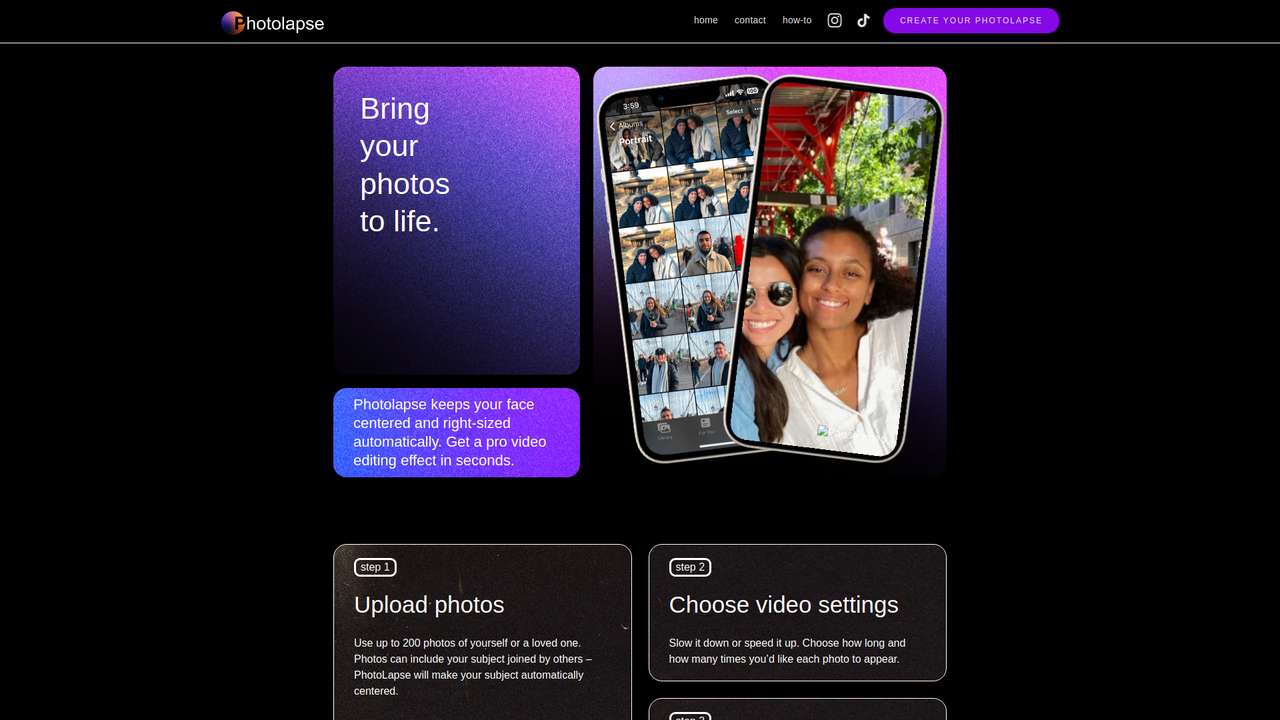 Photolapse
home
contact
how-to
CREATE YOUR PHOTOLAPSE
Bring
your
photos
to life.
3:59
Select
Albums
Portrait
Library
For You
Photolapse keeps your face
centered and right-sized
automatically. Get a pro video
editing effect in seconds.
step 1
Upload photos
Use up to 200 photos of yourself or a loved one.
Photos can include your subject joined by others –
PhotoLapse will make your subject automatically
centered.
step 2
Choose video settings
Slow it down or speed it up. Choose how long and
how many times you'd like each photo to appear.
step 3